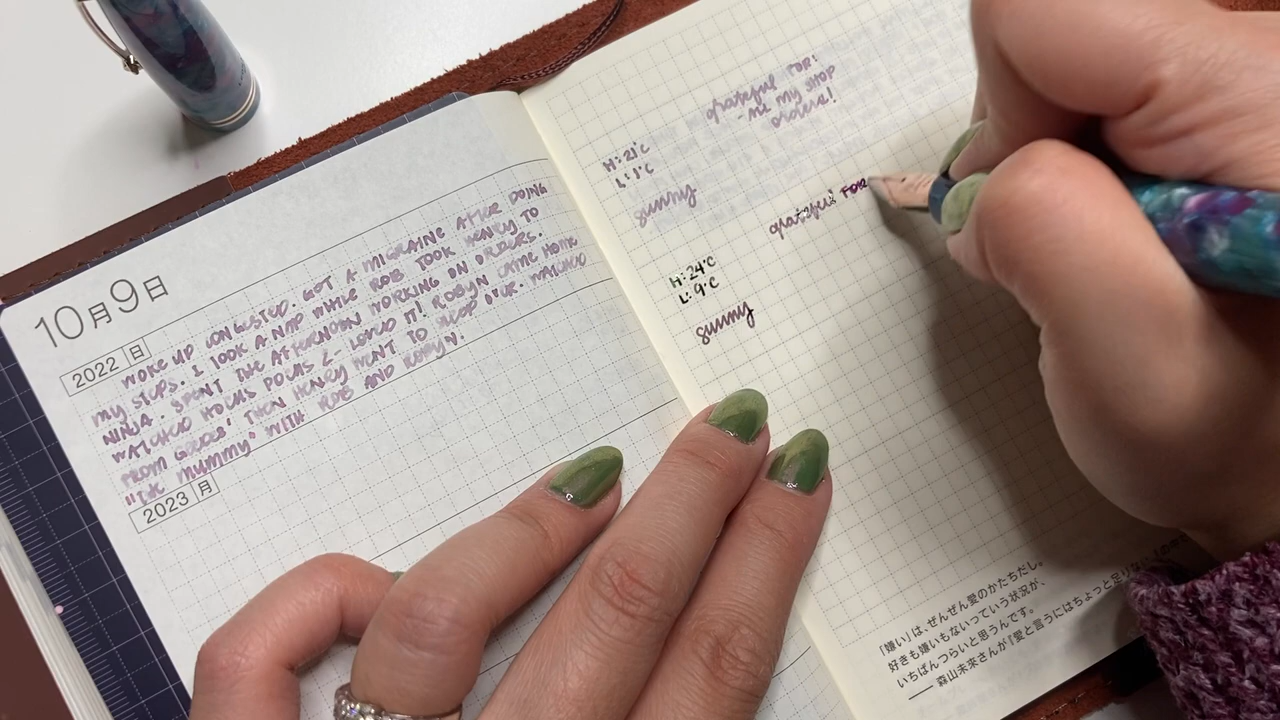 10月9日
2022 日
WOKE UP CONGESTED. GOT A MIGRAINE AFTER DOING
MY STEPS. I TOOK A NAP WHILE ROB TOOK HENRY TO
NINJA. SPENT THE AFTERNOON WORKING ON ORDERS.
WATCHED HOCUS POCUS 2 - LOVED IT! ROBYN CAME HOME
FROM THEN HENRY WENT TO SLEEP OVER. WATCHED
"THE MUMMY" WITH ROB AND ROBYN.
2023 月
grateful FOR:
- MY SHOP
orders!
H: 21°C
L: 1°C
sunny
grateful FOR
H: 24°C
L: 9°C
sunny
「嫌い」は、ぜんぜん愛のかたちだし。
好きも嫌いもないっていう状況が、
いちばんつらいと思うんです。
── 森山未來さんが『愛と言うにはちょっと足りない